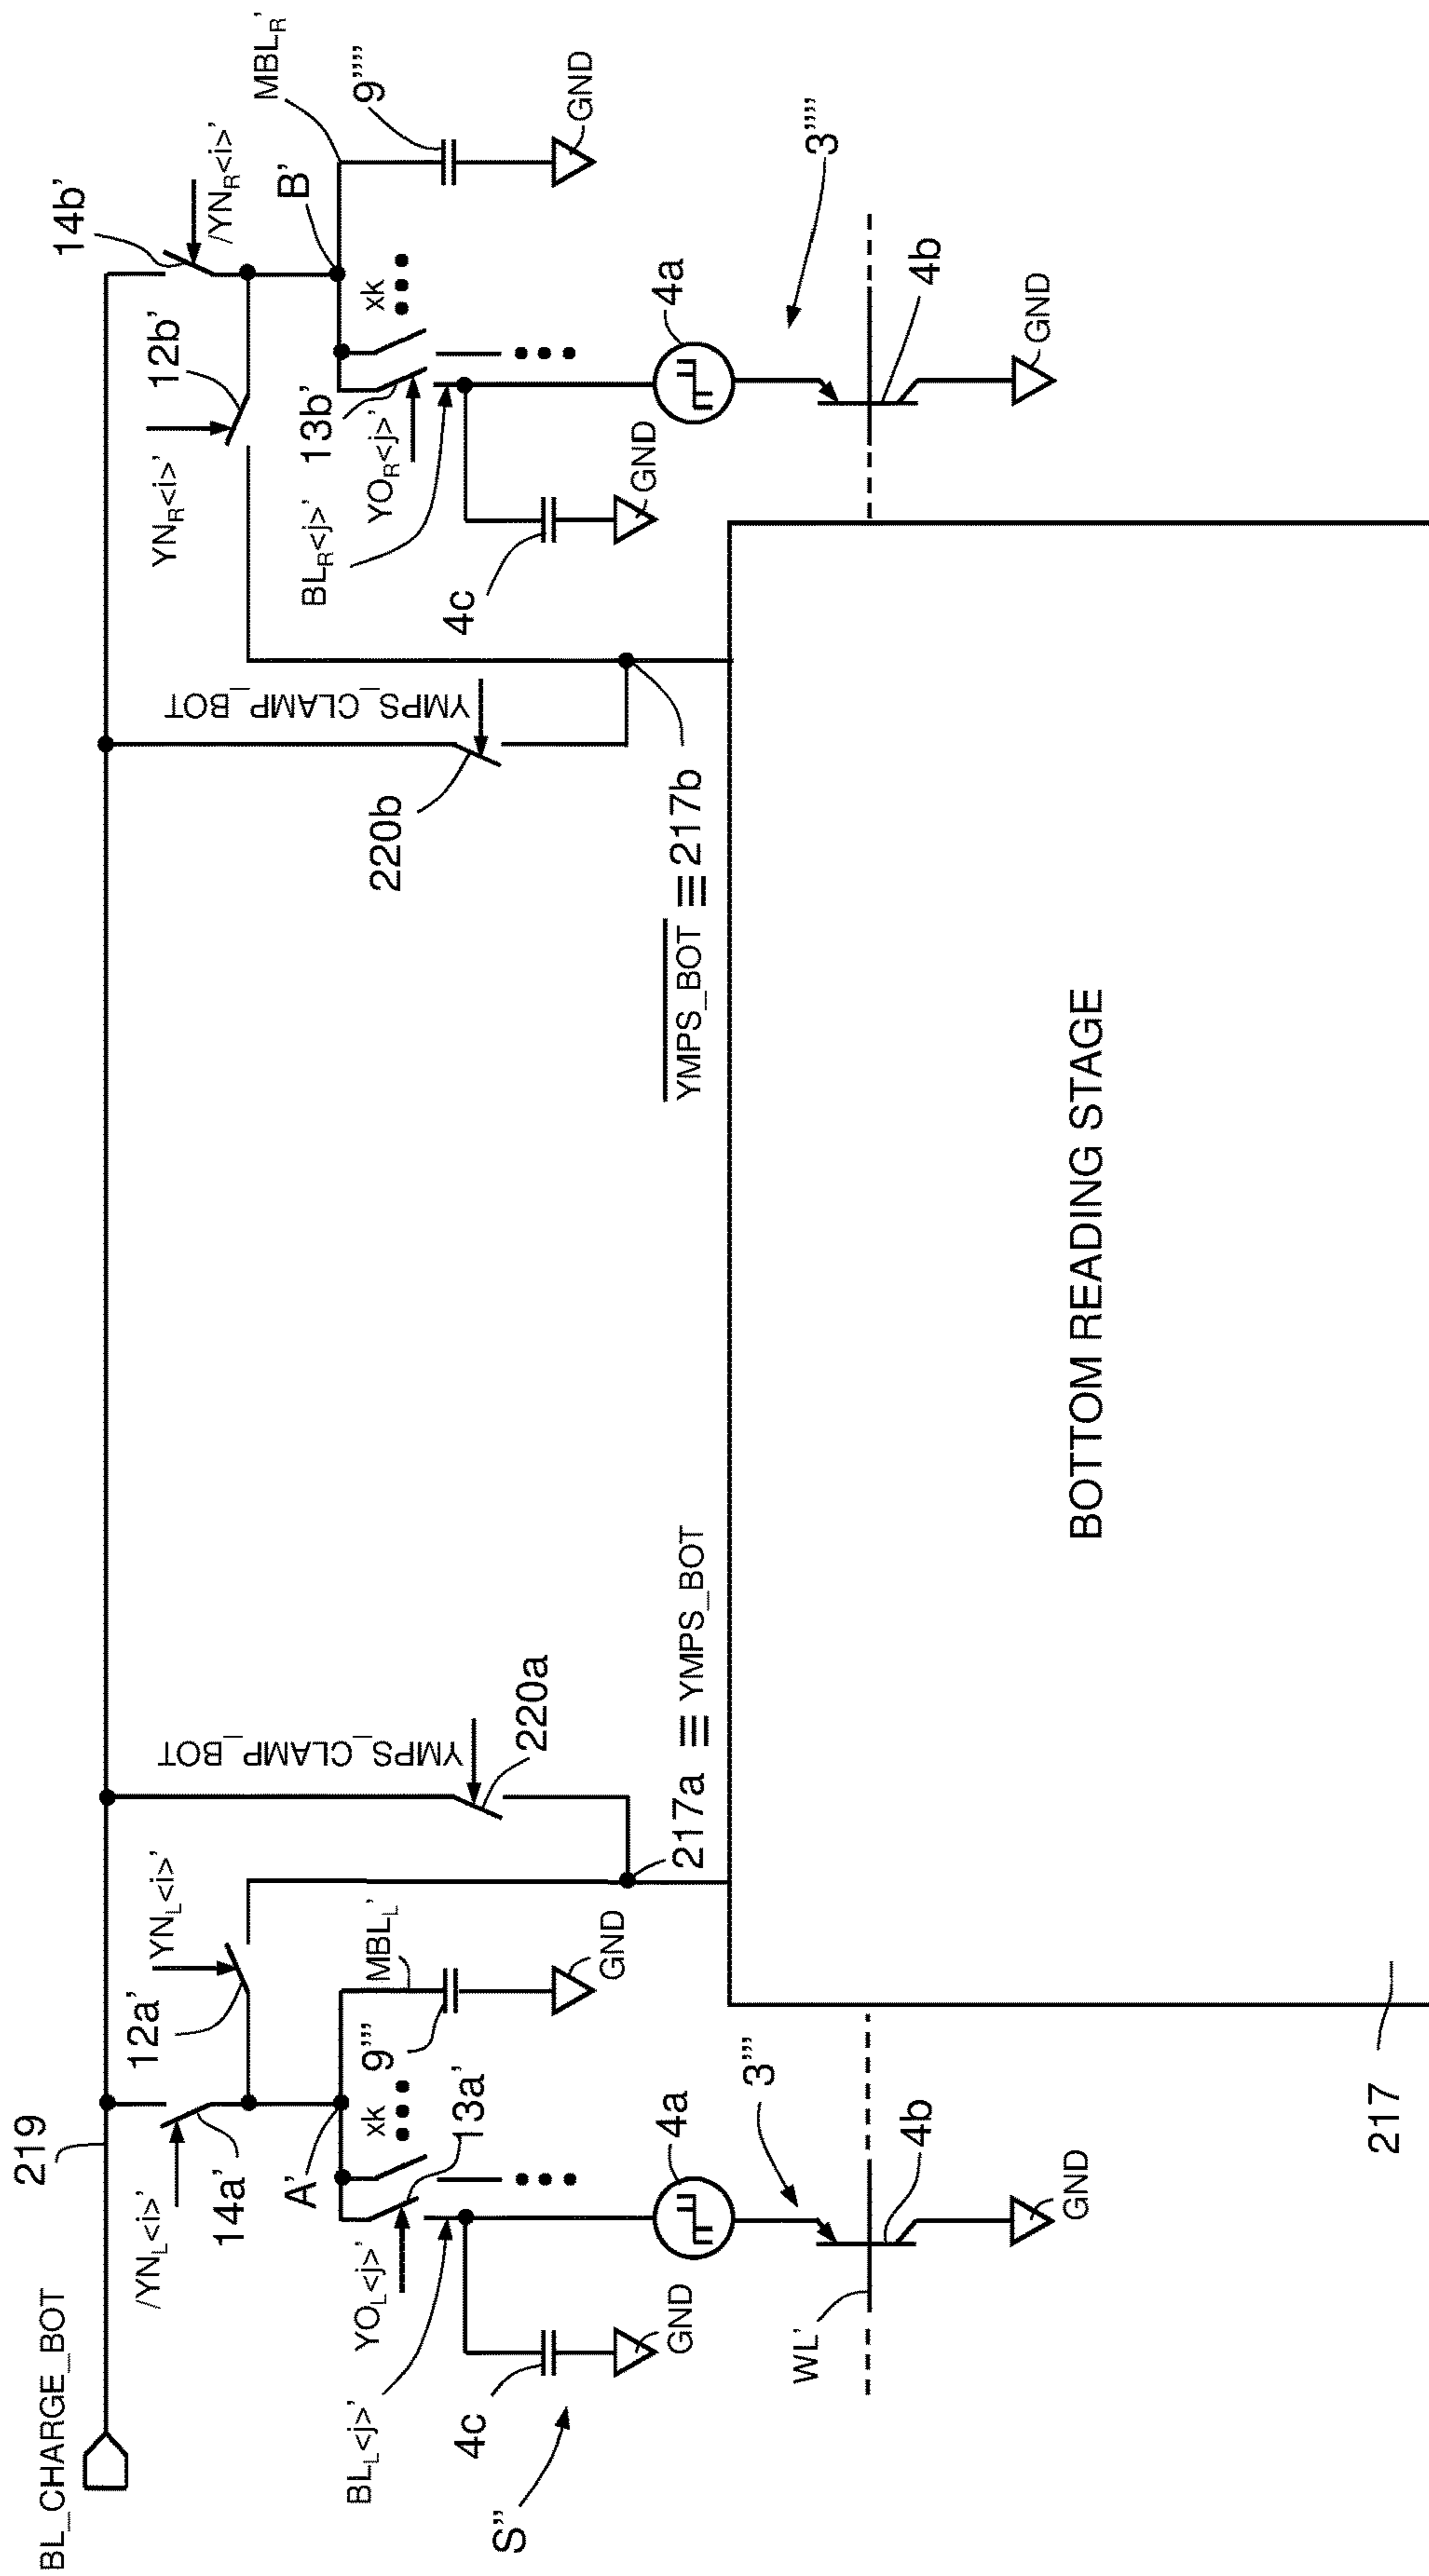 BL_CHARGE_BOT
219
/YN_L<i>'
14a'
12a'
YN_L<i>'
A'
xk
MBL_L'
9'''
GND
13a'
YO_L<j>'
BL_L<j>'
4c
GND
S''
4a
3'''
WL'
4b
GND
YMPS_CLAMP_BOT
220a
217a ≡ YMPS_BOT
YMPS_CLAMP_BOT
220b
Y̅M̅P̅S̅_̅B̅O̅T̅ ≡ 217b
BOTTOM READING STAGE
217
14b'
/YN_R<i>'
12b'
YN_R<i>'
B'
xk
MBL_R'
9''''
GND
13b'
YO_R<j>'
BL_R<j>'
4c
GND
4a
3''''
4b
GND